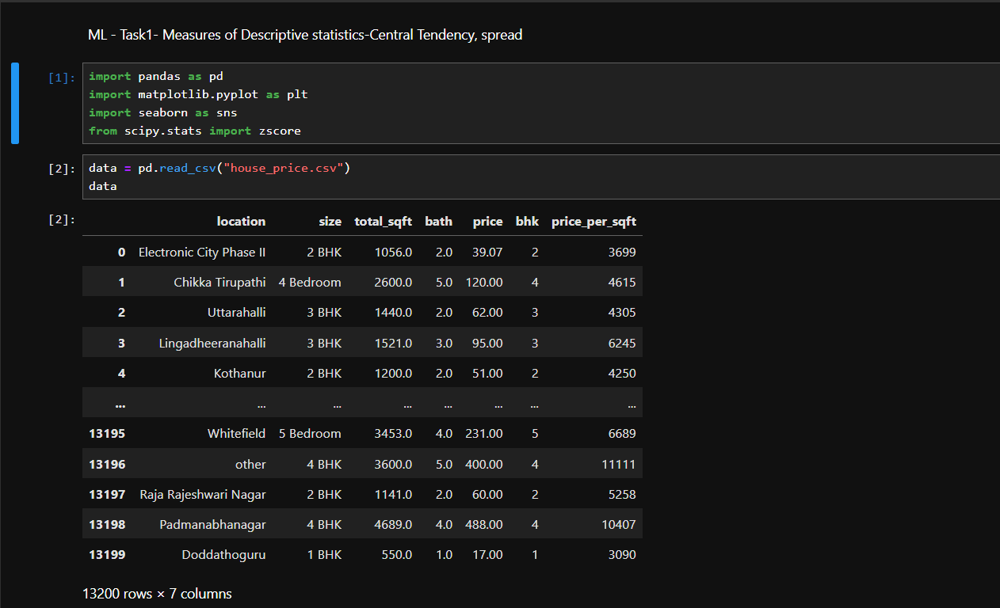 ML - Task1- Measures of Descriptive statistics-Central Tendency, spread
[1]: import pandas as pd
import matplotlib.pyplot as plt
import seaborn as sns
from scipy.stats import zscore
[2]: data = pd.read_csv("house_price.csv")
data
[2]: location size total_sqft bath price bhk price_per_sqft
0 Electronic City Phase II 2 BHK 1056.0 2.0 39.07 2 3699
1 Chikka Tirupathi 4 Bedroom 2600.0 5.0 120.00 4 4615
2 Uttarahalli 3 BHK 1440.0 2.0 62.00 3 4305
3 Lingadheeranahalli 3 BHK 1521.0 3.0 95.00 3 6245
4 Kothanur 2 BHK 1200.0 2.0 51.00 2 4250
... ... ... ... ... ... ... ...
13195 Whitefield 5 Bedroom 3453.0 4.0 231.00 5 6689
13196 other 4 BHK 3600.0 5.0 400.00 4 11111
13197 Raja Rajeshwari Nagar 2 BHK 1141.0 2.0 60.00 2 5258
13198 Padmanabhanagar 4 BHK 4689.0 4.0 488.00 4 10407
13199 Doddathoguru 1 BHK 550.0 1.0 17.00 1 3090
13200 rows × 7 columns